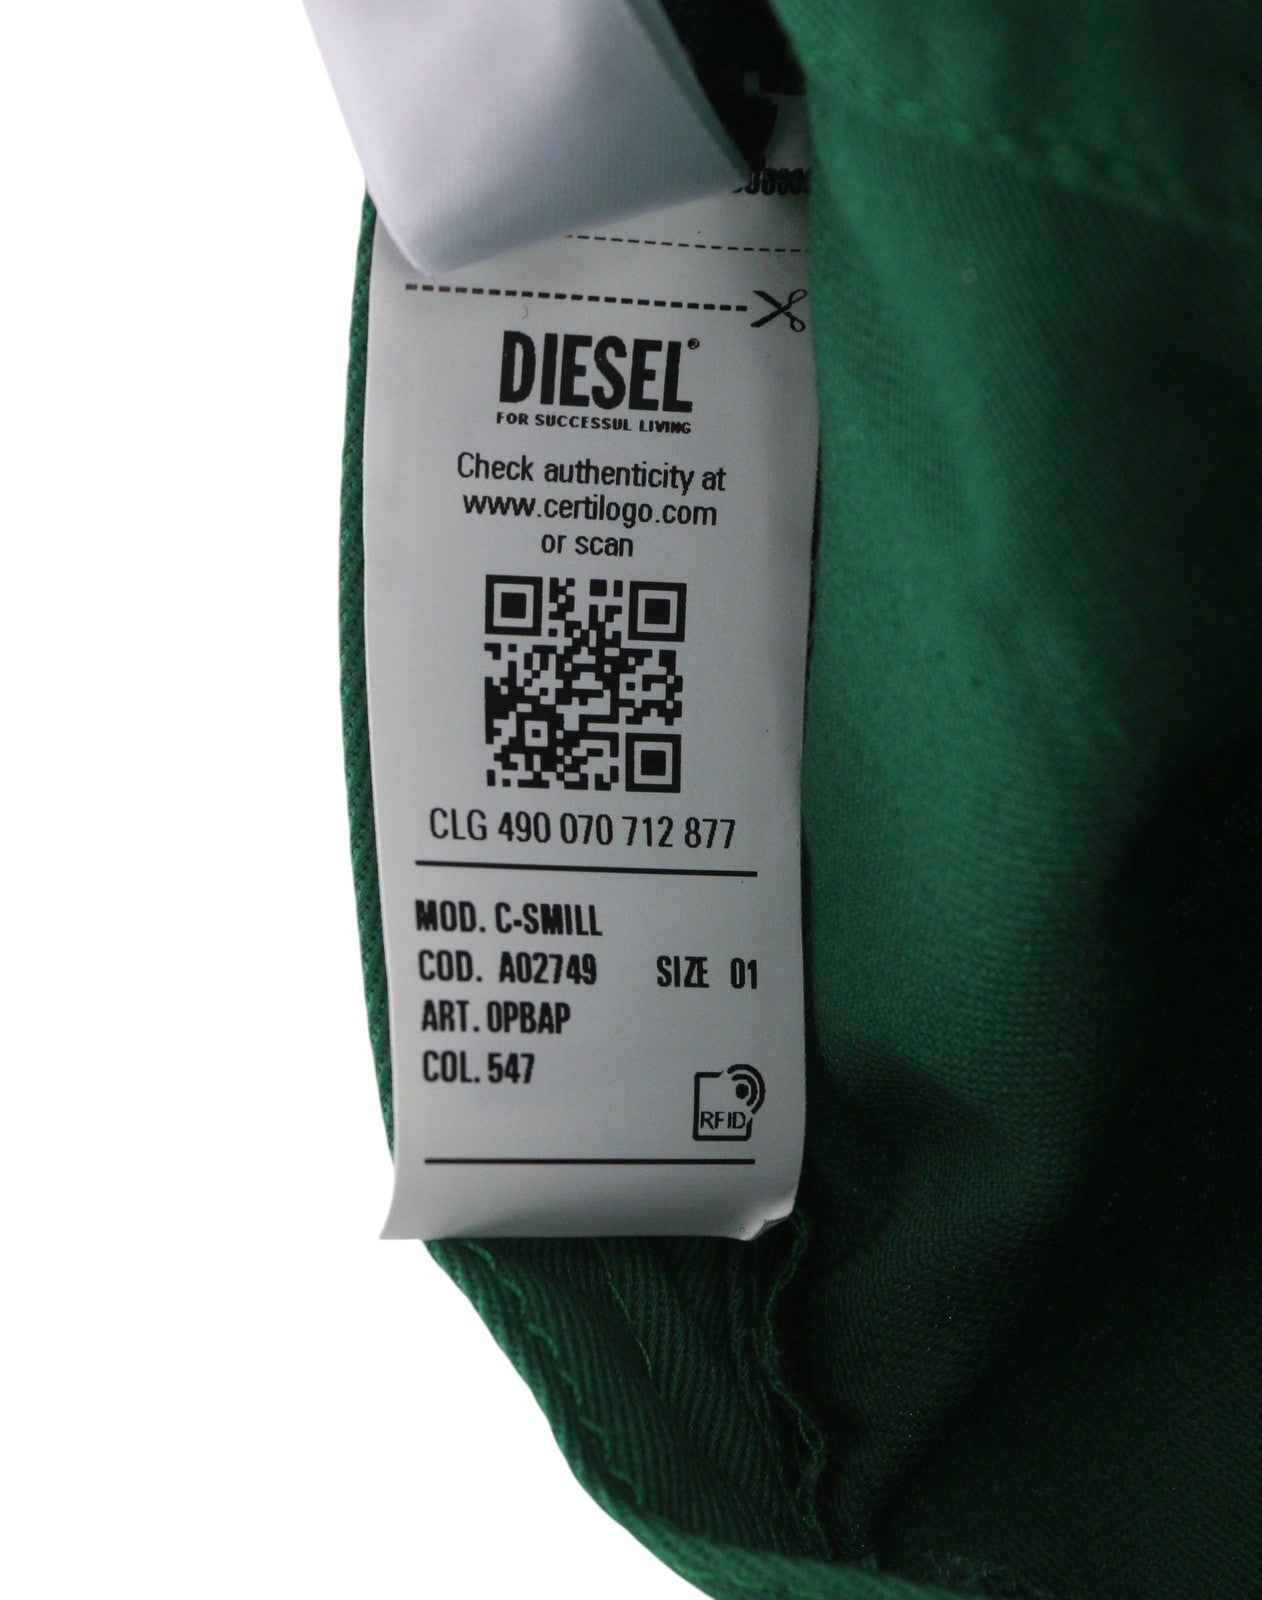 DIESEL®
FOR SUCCESSUL LIVING
Check authenticity at
www.certilogo.com
or scan
CLG 490 070 712 877
MOD. C-SMILL
COD. A02749 SIZE 01
ART. 0PBAP
COL. 547
RFID